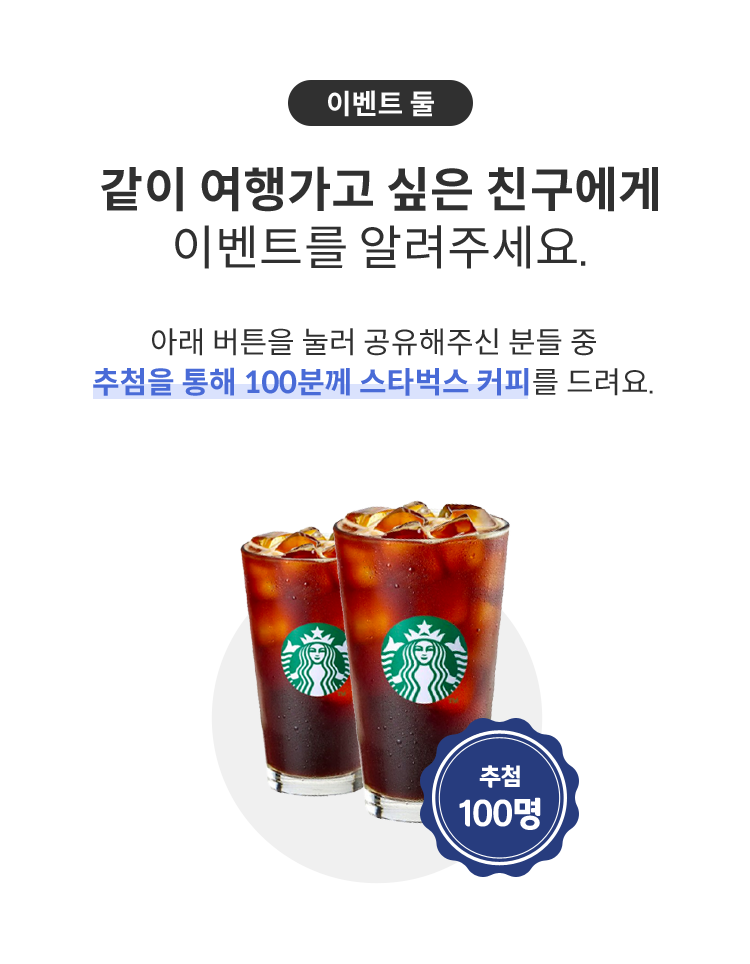 이벤트 둘
같이 여행가고 싶은 친구에게
이벤트를 알려주세요.
아래 버튼을 눌러 공유해주신 분들 중
추첨을 통해 100분께 스타벅스 커피를 드려요.
추첨
100명